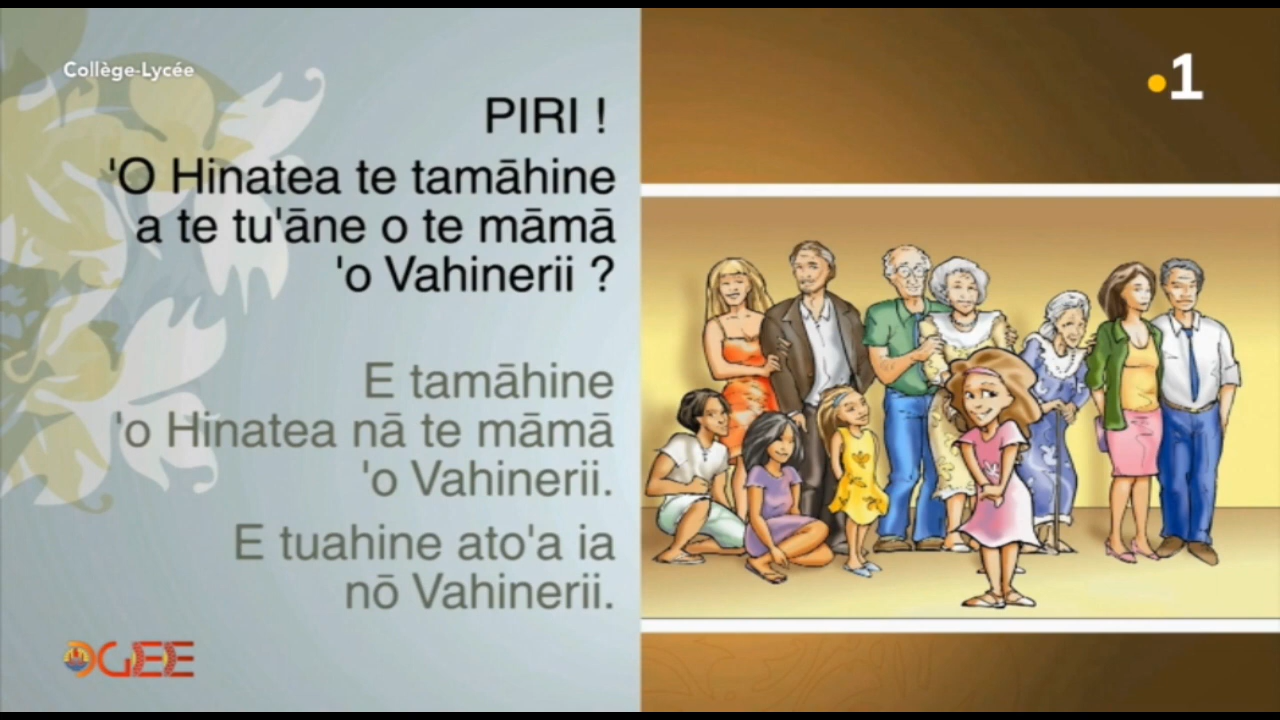 Collège-Lycée
1
PIRI !
'O Hinatea te tamāhine
a te tu'āne o te māmā
'o Vahinerii ?
E tamāhine
'o Hinatea nā te māmā
'o Vahinerii.
E tuahine ato'a ia
nō Vahinerii.
DGEE